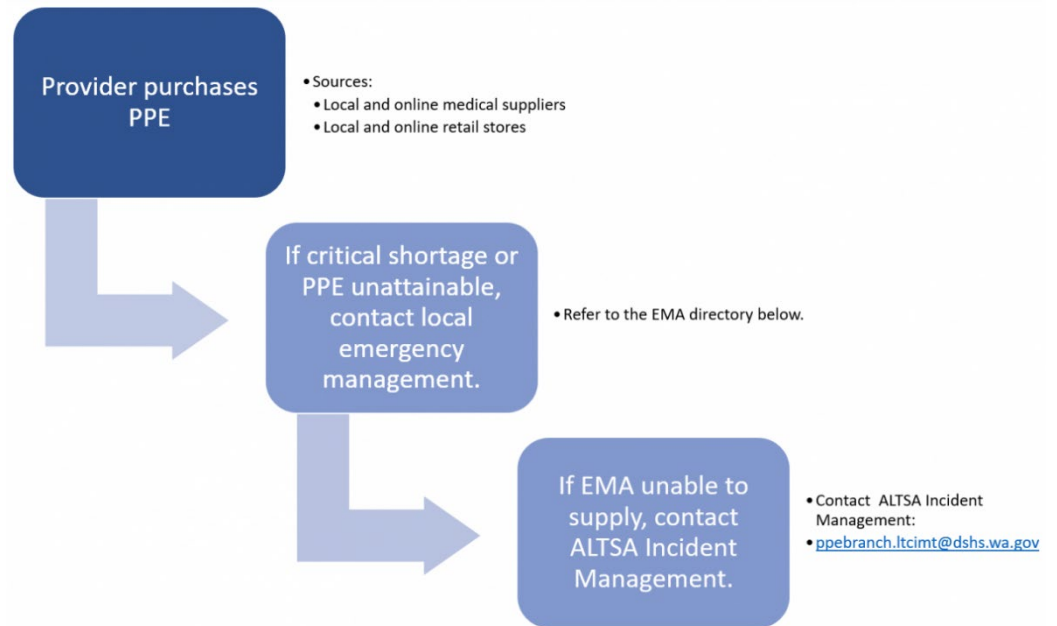 Provider purchases
PPE
• Sources:
• Local and online medical suppliers
• Local and online retail stores
If critical shortage or
PPE unattainable,
contact local
emergency
management.
• Refer to the EMA directory below.
If EMA unable to
supply, contact
ALTSA Incident
Management.
• Contact ALTSA Incident
Management:
• ppebranch.ltcimt@dshs.wa.gov